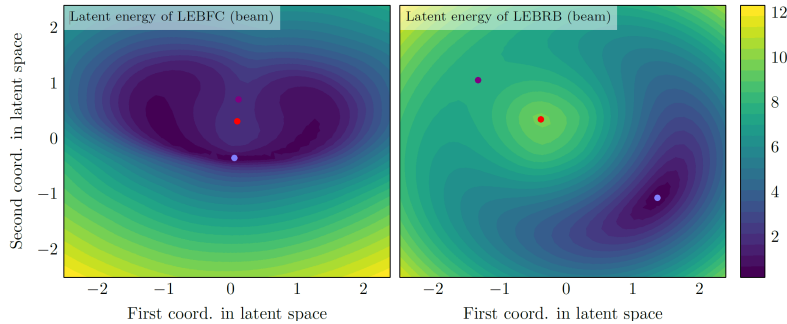 Latent energy of LEBFC (beam)
Latent energy of LEBRB (beam)
Second coord. in latent space
2
1
0
−1
−2
−2 −1 0 1 2
−2 −1 0 1 2
First coord. in latent space
First coord. in latent space
12
10
8
6
4
2